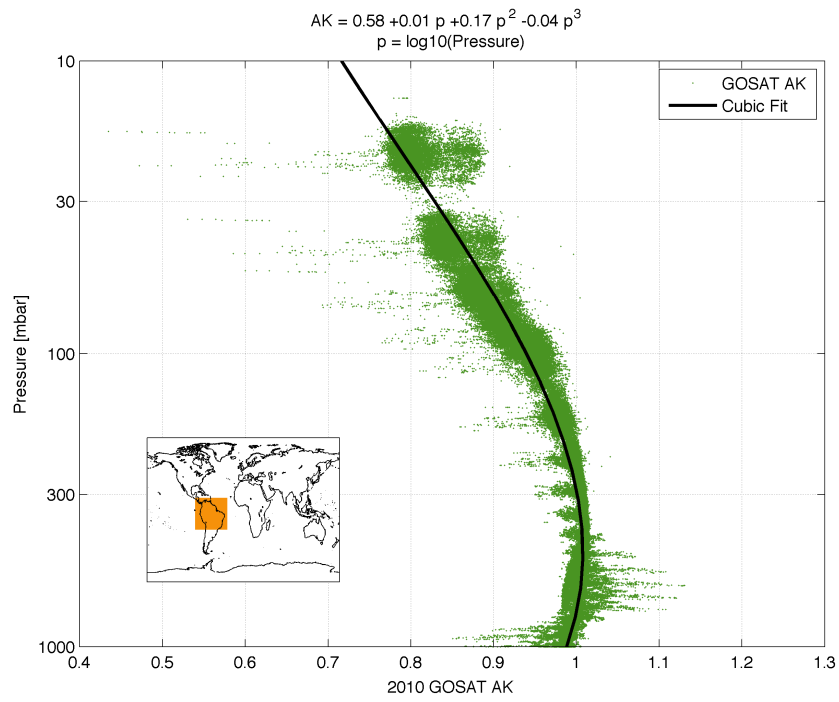 AK = 0.58 +0.01 p +0.17 p² -0.04 p³
p = log10(Pressure)
GOSAT AK
Cubic Fit
Pressure [mbar]
10
30
100
300
1000
0.4 0.5 0.6 0.7 0.8 0.9 1 1.1 1.2 1.3
2010 GOSAT AK